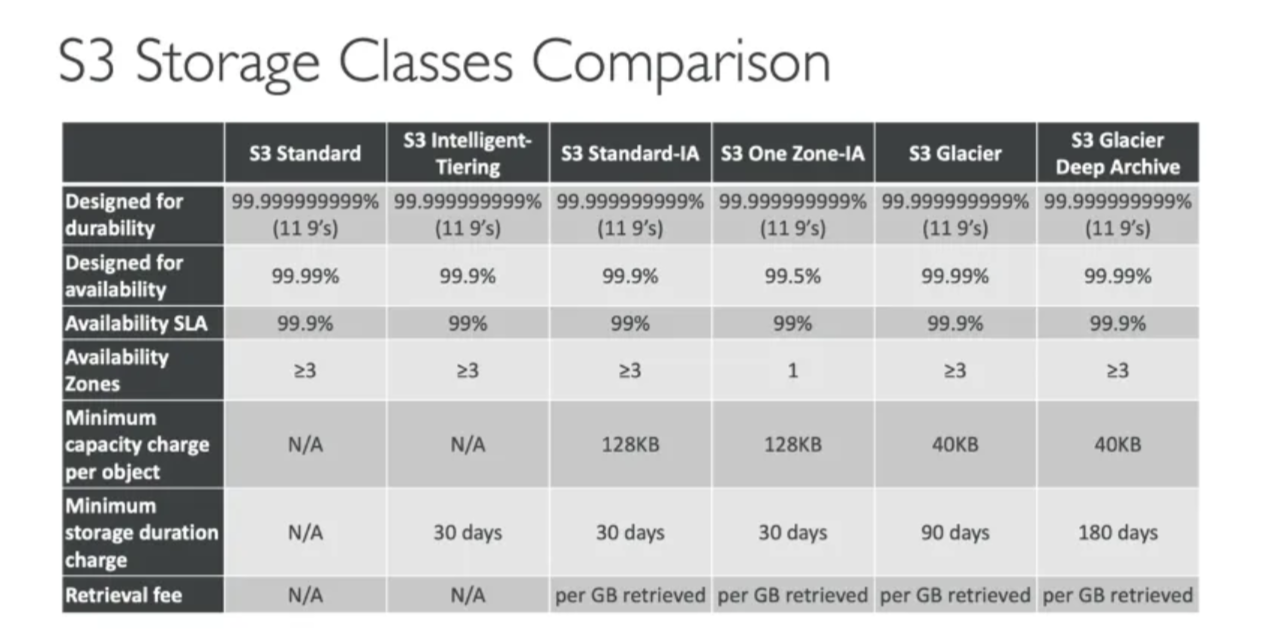 S3 Storage Classes Comparison
S3 Standard
S3 Intelligent-
Tiering
S3 Standard-IA
S3 One Zone-IA
S3 Glacier
S3 Glacier
Deep Archive
Designed for
durability
99.999999999%
(11 9's)
99.999999999%
(11 9's)
99.999999999%
(11 9's)
99.999999999%
(11 9's)
99.999999999%
(11 9's)
99.999999999%
(11 9's)
Designed for
availability
99.99%
99.9%
99.9%
99.5%
99.99%
99.99%
Availability SLA
99.9%
99%
99%
99%
99.9%
99.9%
Availability
Zones
≥3
≥3
≥3
1
≥3
≥3
Minimum
capacity charge
per object
N/A
N/A
128KB
128KB
40KB
40KB
Minimum
storage duration
charge
N/A
30 days
30 days
30 days
90 days
180 days
Retrieval fee
N/A
N/A
per GB retrieved
per GB retrieved
per GB retrieved
per GB retrieved